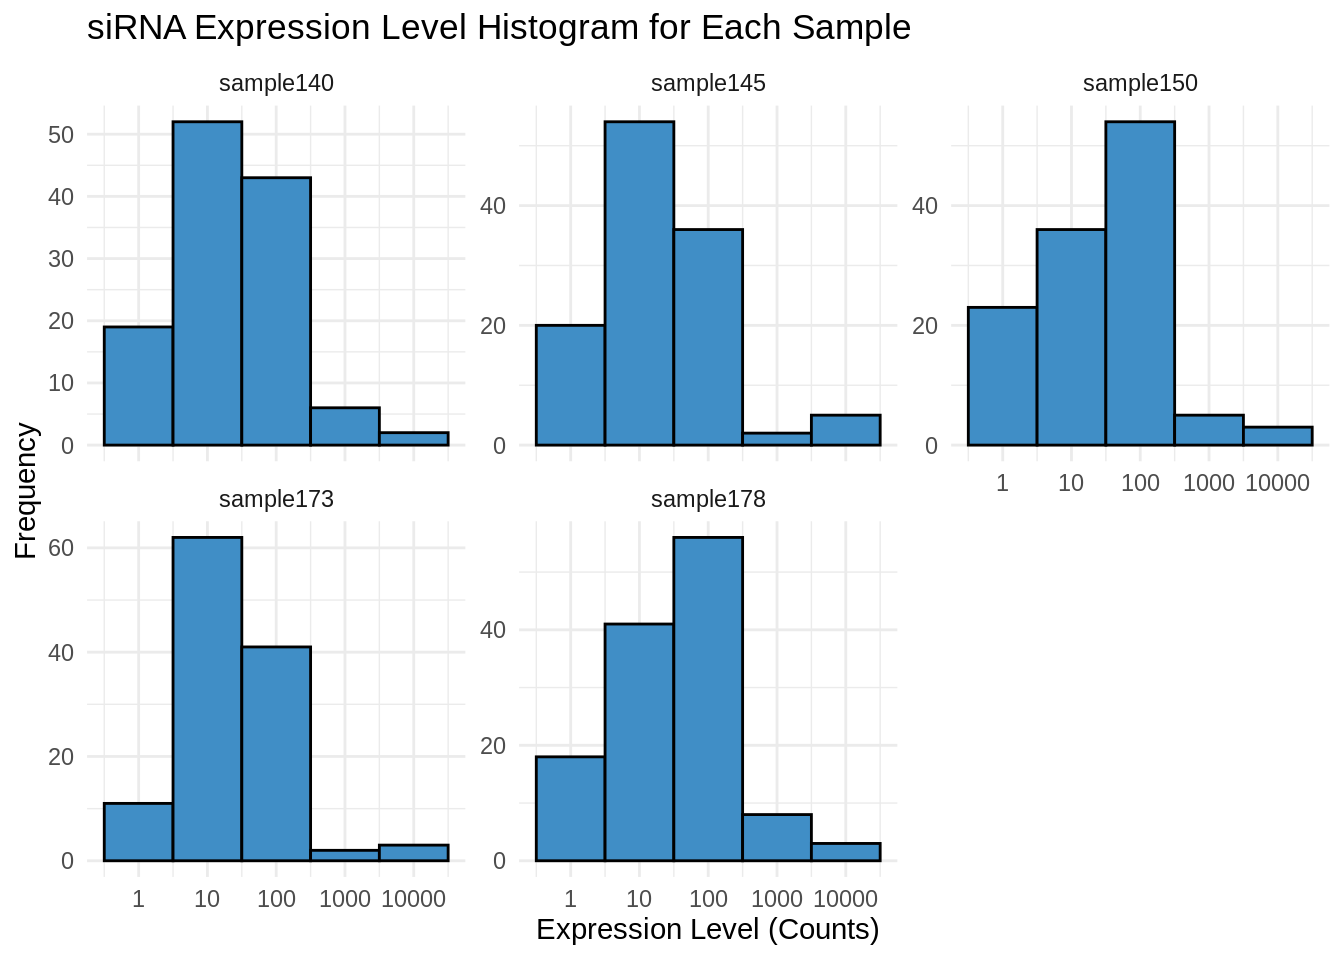 siRNA Expression Level Histogram for Each Sample
sample140
sample145
sample150
50
40
30
20
10
0
40
20
0
40
20
0
1 10 100 1000 10000
Frequency
sample173
sample178
60
40
20
0
40
20
0
1 10 100 1000 10000
1 10 100 1000 10000
Expression Level (Counts)